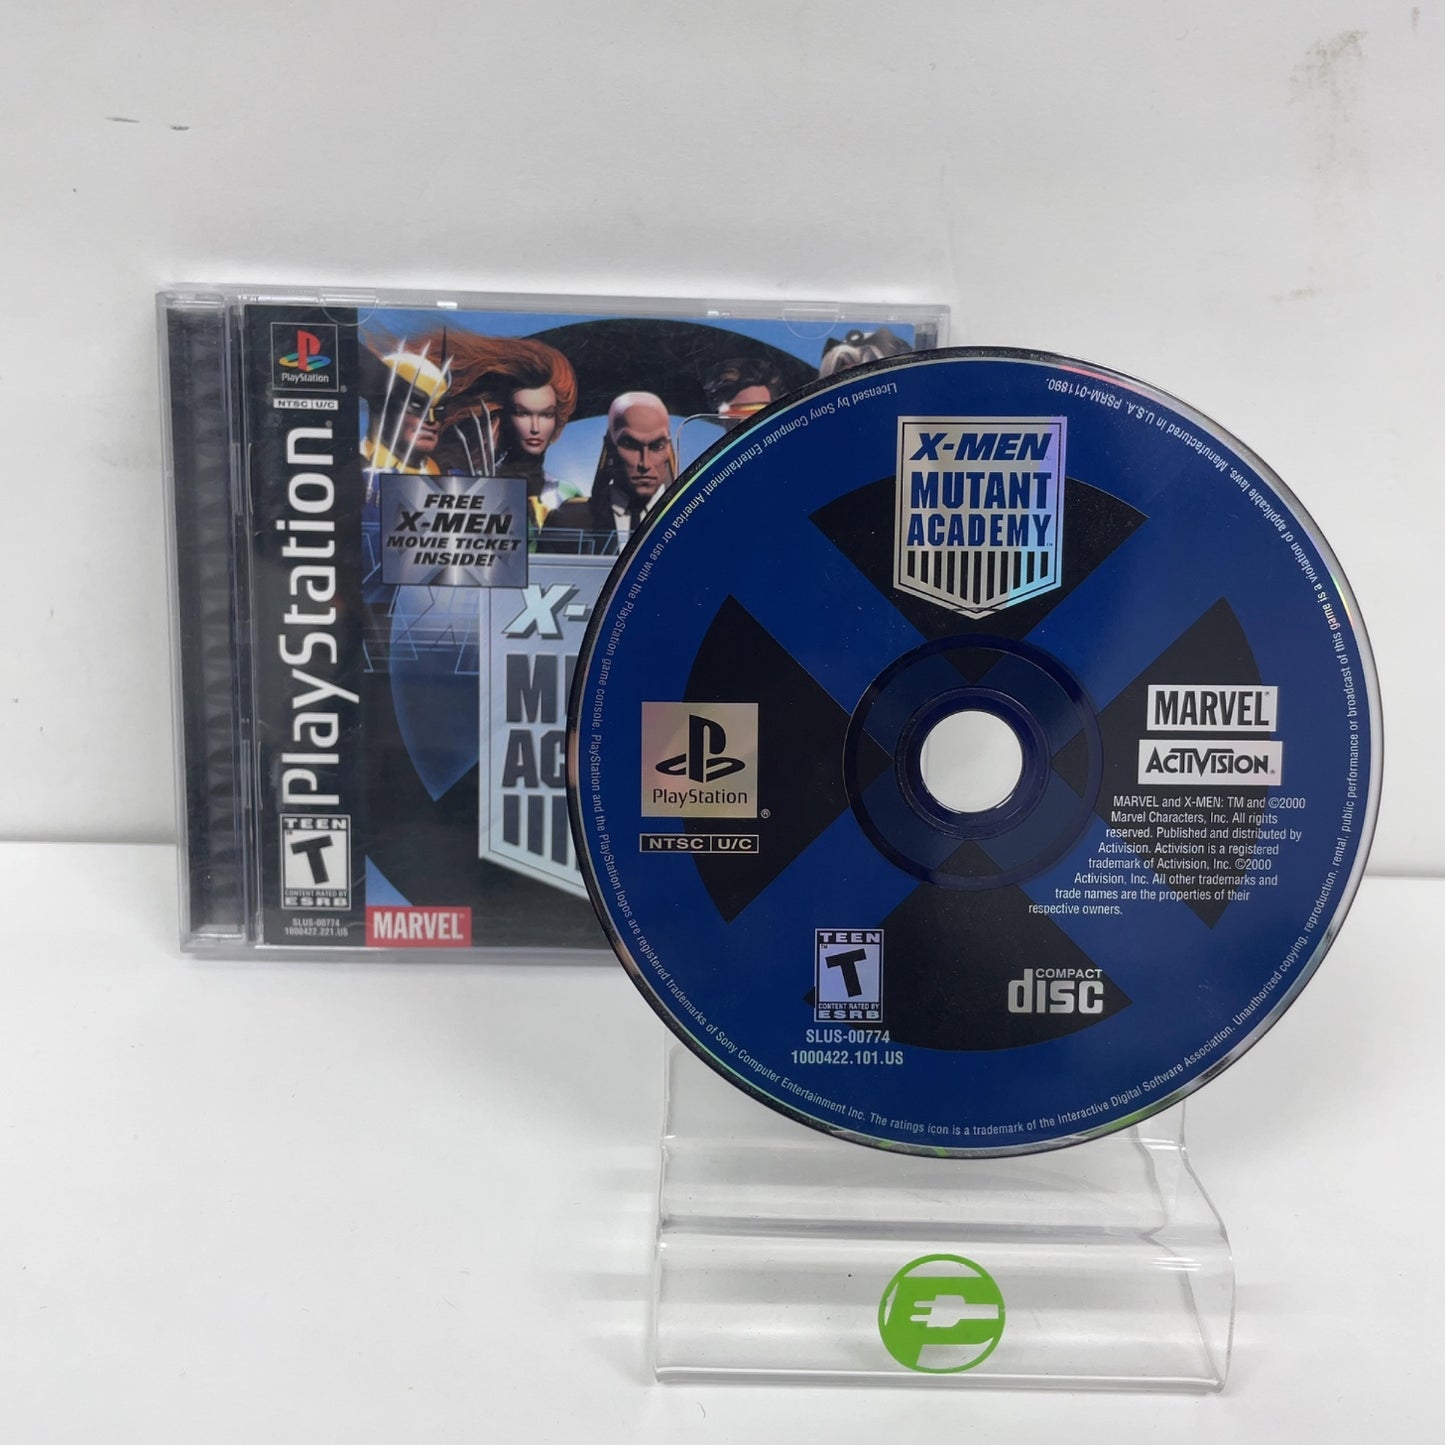 PlayStation
NTSC U/C
PlayStation
FREE
X-MEN
MOVIE TICKET
INSIDE!
X-
M
AC
TEEN
T
CONTENT RATED BY
ESRB
SLUS-00774
1000422.221.US
MARVEL
X-MEN
MUTANT
ACADEMY
PlayStation
NTSC U/C
MARVEL
ACTIVISION
MARVEL and X-MEN: TM and ©2000
Marvel Characters, Inc. All rights
reserved. Published and distributed by
Activision. Activision is a registered
trademark of Activision, Inc. ©2000
Activision, Inc. All other trademarks and
trade names are the properties of their
respective owners.
TEEN
T
CONTENT RATED BY
ESRB
SLUS-00774
1000422.101.US
COMPACT
disc
Licensed by Sony Computer Entertainment America for use with the PlayStation game console. PlayStation and the PlayStation logos are registered trademarks of Sony Computer Entertainment Inc. The ratings icon is a trademark of the Interactive Digital Software Association. Unauthorized copying, reproduction, rental, public performance or broadcast of this game is a violation of applicable laws. Manufactured in U.S.A. PSRM-011890.